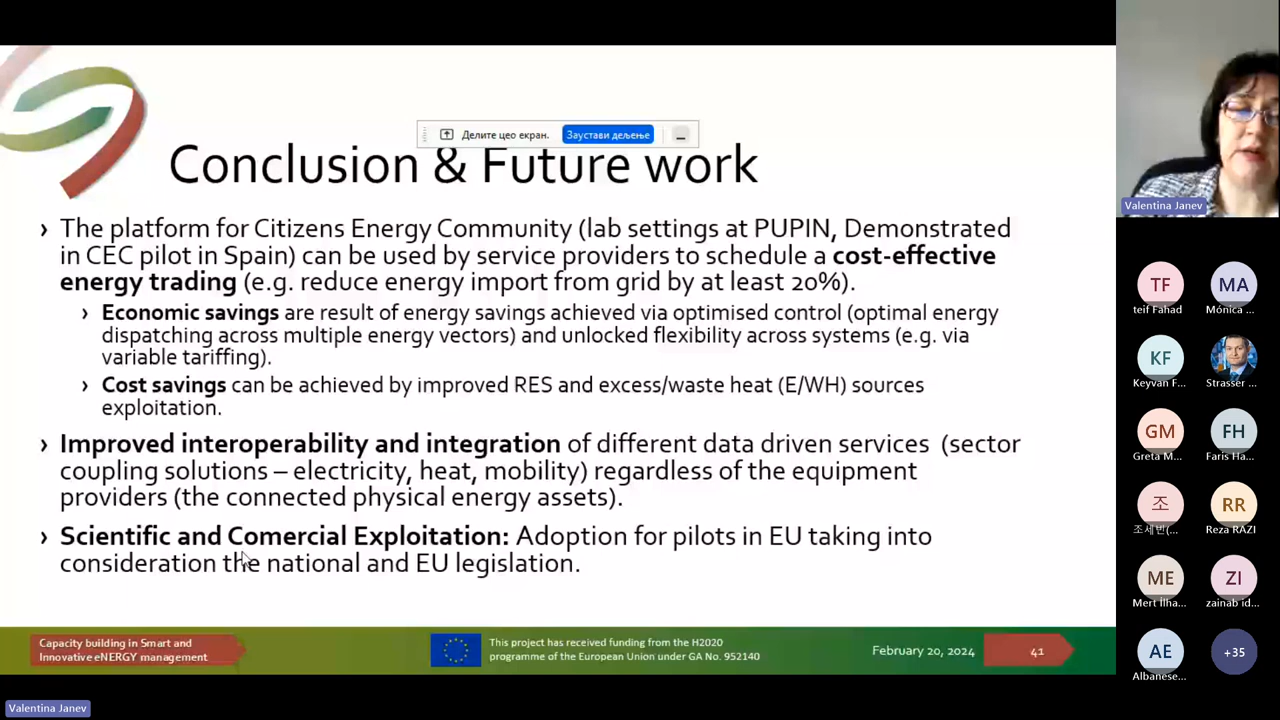 Делите цео екран.
Заустави дељење
Conclusion & Future work
› The platform for Citizens Energy Community (lab settings at PUPIN, Demonstrated
in CEC pilot in Spain) can be used by service providers to schedule a cost-effective
energy trading (e.g. reduce energy import from grid by at least 20%).
› Economic savings are result of energy savings achieved via optimised control (optimal energy
dispatching across multiple energy vectors) and unlocked flexibility across systems (e.g. via
variable tariffing).
› Cost savings can be achieved by improved RES and excess/waste heat (E/WH) sources
exploitation.
› Improved interoperability and integration of different data driven services (sector
coupling solutions – electricity, heat, mobility) regardless of the equipment
providers (the connected physical energy assets).
› Scientific and Comercial Exploitation: Adoption for pilots in EU taking into
consideration the national and EU legislation.
Capacity building in Smart and
Innovative eNERGY management
This project has received funding from the H2020
programme of the European Union under GA No. 952140
February 20, 2024
41
Valentina Janev
Valentina Janev
TF
MA
teif Fahad
Mónica ...
KF
Keyvan F...
Strasser ...
GM
FH
Greta M...
Faris Ha...
조
RR
조세빈(...
Reza RAZI
ME
ZI
Mert İlha...
zainab id...
AE
+35
Albanese...